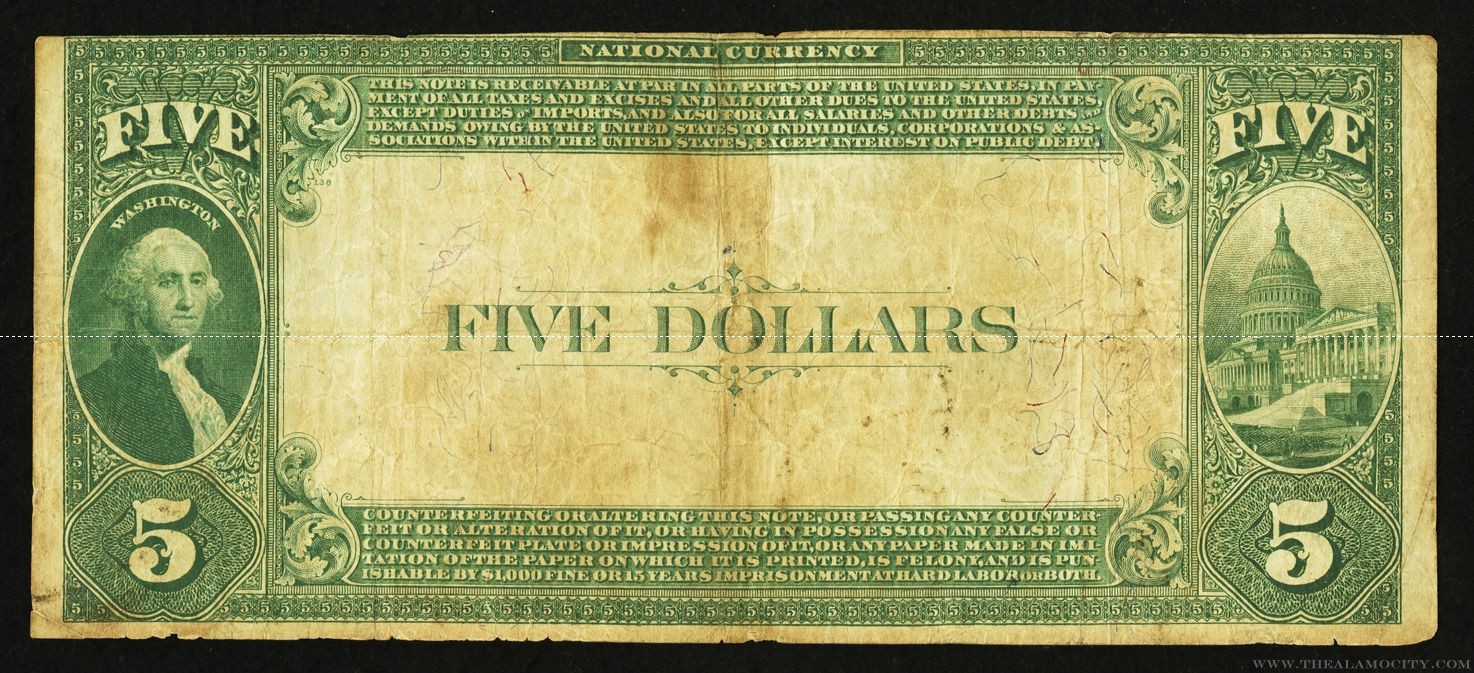 NATIONAL CURRENCY
FIVE
THIS NOTE IS RECEIVABLE AT PAR IN ALL PARTS OF THE UNITED STATES, IN PAY
MENT OF ALL TAXES AND EXCISES AND ALL OTHER DUES TO THE UNITED STATES,
EXCEPT DUTIES ON IMPORTS, AND ALSO FOR ALL SALARIES AND OTHER DEBTS AND
DEMANDS OWING BY THE UNITED STATES TO INDIVIDUALS, CORPORATIONS & AS-
SOCIATIONS WITHIN THE UNITED STATES, EXCEPT INTEREST ON PUBLIC DEBT.
FIVE
138
WASHINGTON
FIVE DOLLARS
5
COUNTERFEITING OR ALTERING THIS NOTE, OR PASSING ANY COUNTER
FEIT OR ALTERATION OF IT, OR HAVING IN POSSESSION ANY FALSE OR
COUNTERFEIT PLATE OR IMPRESSION OF IT, OR ANY PAPER MADE IN IMI
TATION OF THE PAPER ON WHICH IT IS PRINTED, IS FELONY, AND IS PUN
ISHABLE BY $1,000 FINE OR 15 YEARS IMPRISONMENT AT HARD LABOR OR BOTH.
5
WWW.THEALAMOCITY.COM